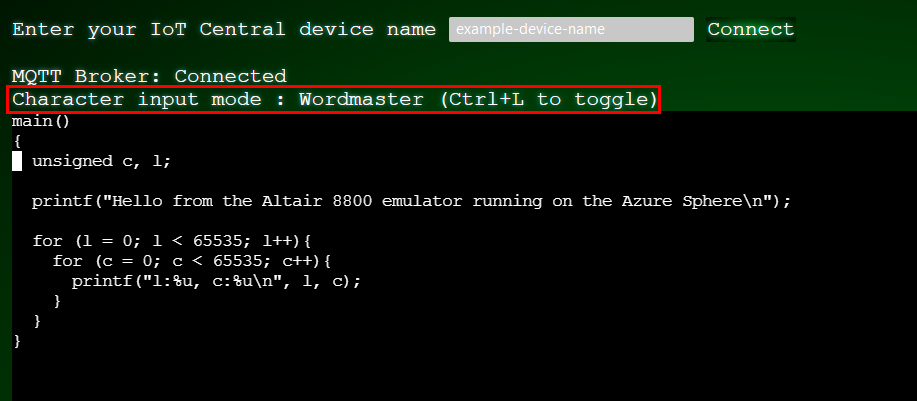 Enter your IoT Central device name example-device-name Connect
MQTT Broker: Connected
Character input mode : Wordmaster (Ctrl+L to toggle)
main()
{
  unsigned c, l;
  printf("Hello from the Altair 8800 emulator running on the Azure Sphere\n");
  for (l = 0; l < 65535; l++){
    for (c = 0; c < 65535; c++){
      printf("l:%u, c:%u\n", l, c);
    }
  }
}